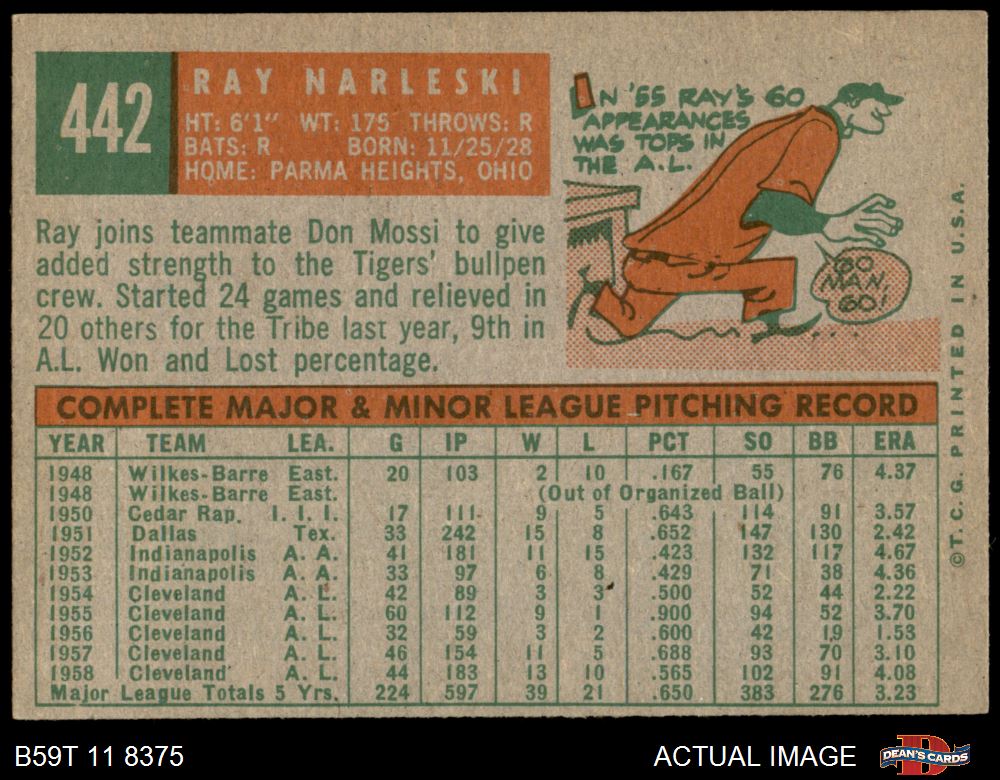 442
RAY NARLESKI
HT: 6'1" WT: 175 THROWS: R
BATS: R BORN: 11/25/28
HOME: PARMA HEIGHTS, OHIO
IN '55 RAY'S 60
APPEARANCES
WAS TOPS IN
THE A.L.
GO
MAN,
GO!
Ray joins teammate Don Mossi to give
added strength to the Tigers' bullpen
crew. Started 24 games and relieved in
20 others for the Tribe last year, 9th in
A.L. Won and Lost percentage.
COMPLETE MAJOR & MINOR LEAGUE PITCHING RECORD
YEAR TEAM LEA. G IP W L PCT SO BB ERA
1948 Wilkes-Barre East. 20 103 2 10 .167 55 76 4.37
1948 Wilkes-Barre East. (Out of Organized Ball)
1950 Cedar Rap. I. I. I. 17 111 9 5 .643 114 91 3.57
1951 Dallas Tex. 33 242 15 8 .652 147 130 2.42
1952 Indianapolis A. A. 41 181 11 15 .423 132 117 4.67
1953 Indianapolis A. A. 33 97 6 8 .429 71 38 4.36
1954 Cleveland A. L. 42 89 3 3 .500 52 44 2.22
1955 Cleveland A. L. 60 112 9 1 .900 94 52 3.70
1956 Cleveland A. L. 32 59 3 2 .600 42 19 1.53
1957 Cleveland A. L. 46 154 11 5 .688 93 70 3.10
1958 Cleveland A. L. 44 183 13 10 .565 102 91 4.08
Major League Totals 5 Yrs. 224 597 39 21 .650 383 276 3.23
©T. C. G. PRINTED IN U.S.A.
B59T 11 8375
ACTUAL IMAGE
DEAN'S CARDS